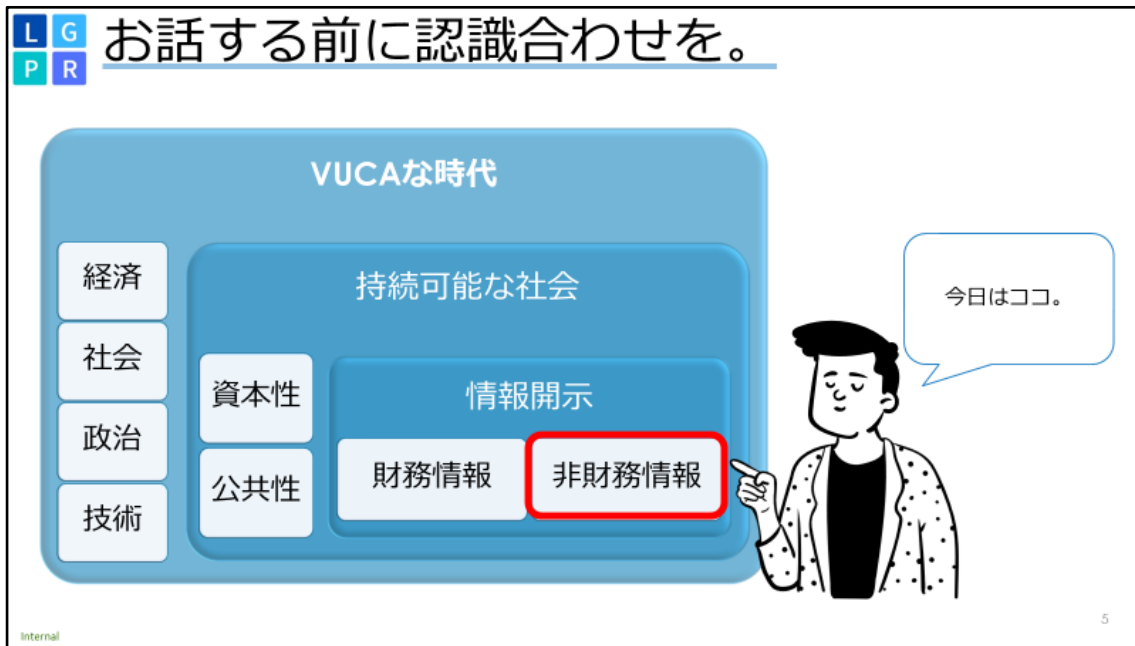 L G
P R
お話する前に認識合わせを。
VUCAな時代
経済
社会
政治
技術
持続可能な社会
資本性
公共性
情報開示
財務情報
非財務情報
今日はココ。
Internal
5